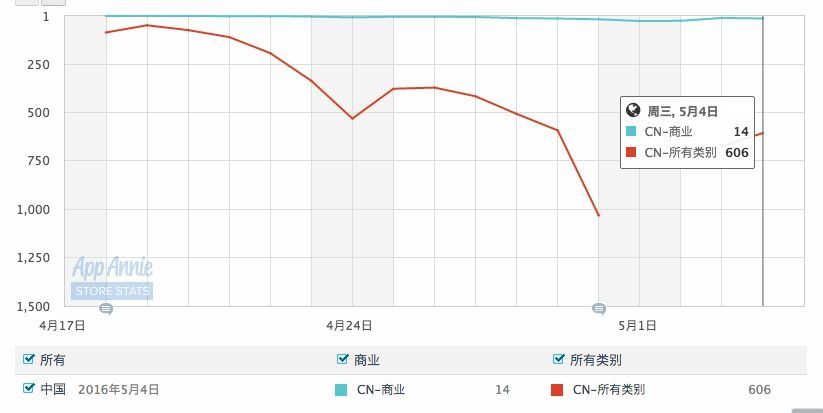 1
250
500
750
1,000
1,250
1,500
周三, 5月4日
CN-商业 14
CN-所有类别 606
App Annie
STORE STATS
4月17日 4月24日 5月1日
所有 商业 所有类别
中国 2016年5月4日 CN-商业 14 CN-所有类别 606